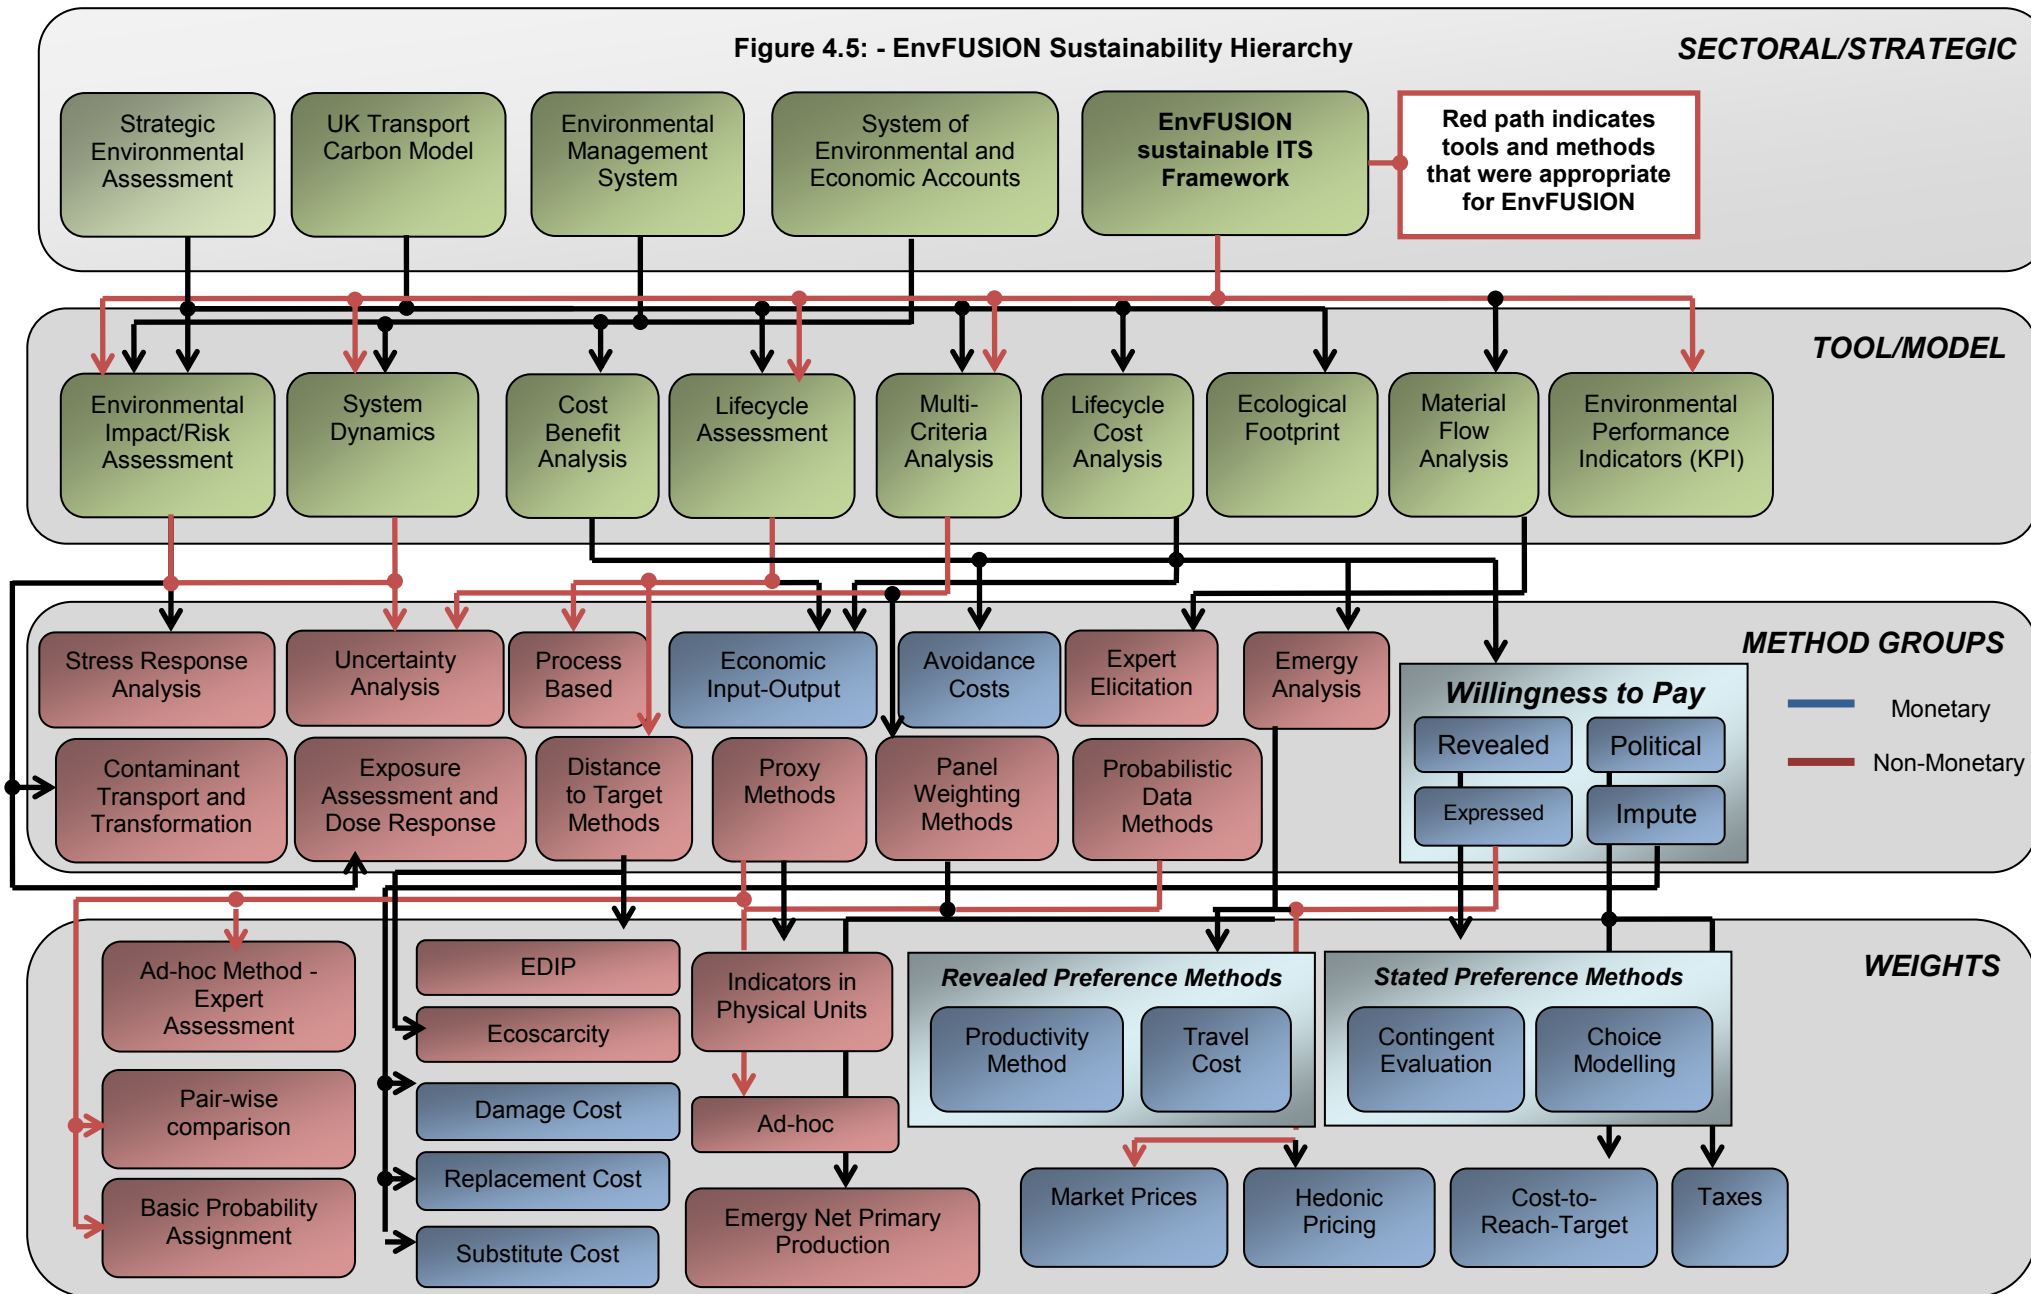 Figure 4.5: - EnvFUSION Sustainability Hierarchy
SECTORAL/STRATEGIC
Strategic
Environmental
Assessment
UK Transport
Carbon Model
Environmental
Management
System
System of
Environmental and
Economic Accounts
EnvFUSION
sustainable ITS
Framework
Red path indicates
tools and methods
that were appropriate
for EnvFUSION
TOOL/MODEL
Environmental
Impact/Risk
Assessment
System
Dynamics
Cost
Benefit
Analysis
Lifecycle
Assessment
Multi-
Criteria
Analysis
Lifecycle
Cost
Analysis
Ecological
Footprint
Material
Flow
Analysis
Environmental
Performance
Indicators (KPI)
METHOD GROUPS
Stress Response
Analysis
Uncertainty
Analysis
Process
Based
Economic
Input-Output
Avoidance
Costs
Expert
Elicitation
Emergy
Analysis
Willingness to Pay
Revealed
Political
Expressed
Impute
Monetary
Non-Monetary
Contaminant
Transport and
Transformation
Exposure
Assessment and
Dose Response
Distance
to Target
Methods
Proxy
Methods
Panel
Weighting
Methods
Probabilistic
Data
Methods
WEIGHTS
Ad-hoc Method -
Expert
Assessment
Pair-wise
comparison
Basic Probability
Assignment
EDIP
Ecoscarcity
Damage Cost
Replacement Cost
Substitute Cost
Indicators in
Physical Units
Ad-hoc
Emergy Net Primary
Production
Revealed Preference Methods
Productivity
Method
Travel
Cost
Stated Preference Methods
Contingent
Evaluation
Choice
Modelling
Market Prices
Hedonic
Pricing
Cost-to-
Reach-Target
Taxes